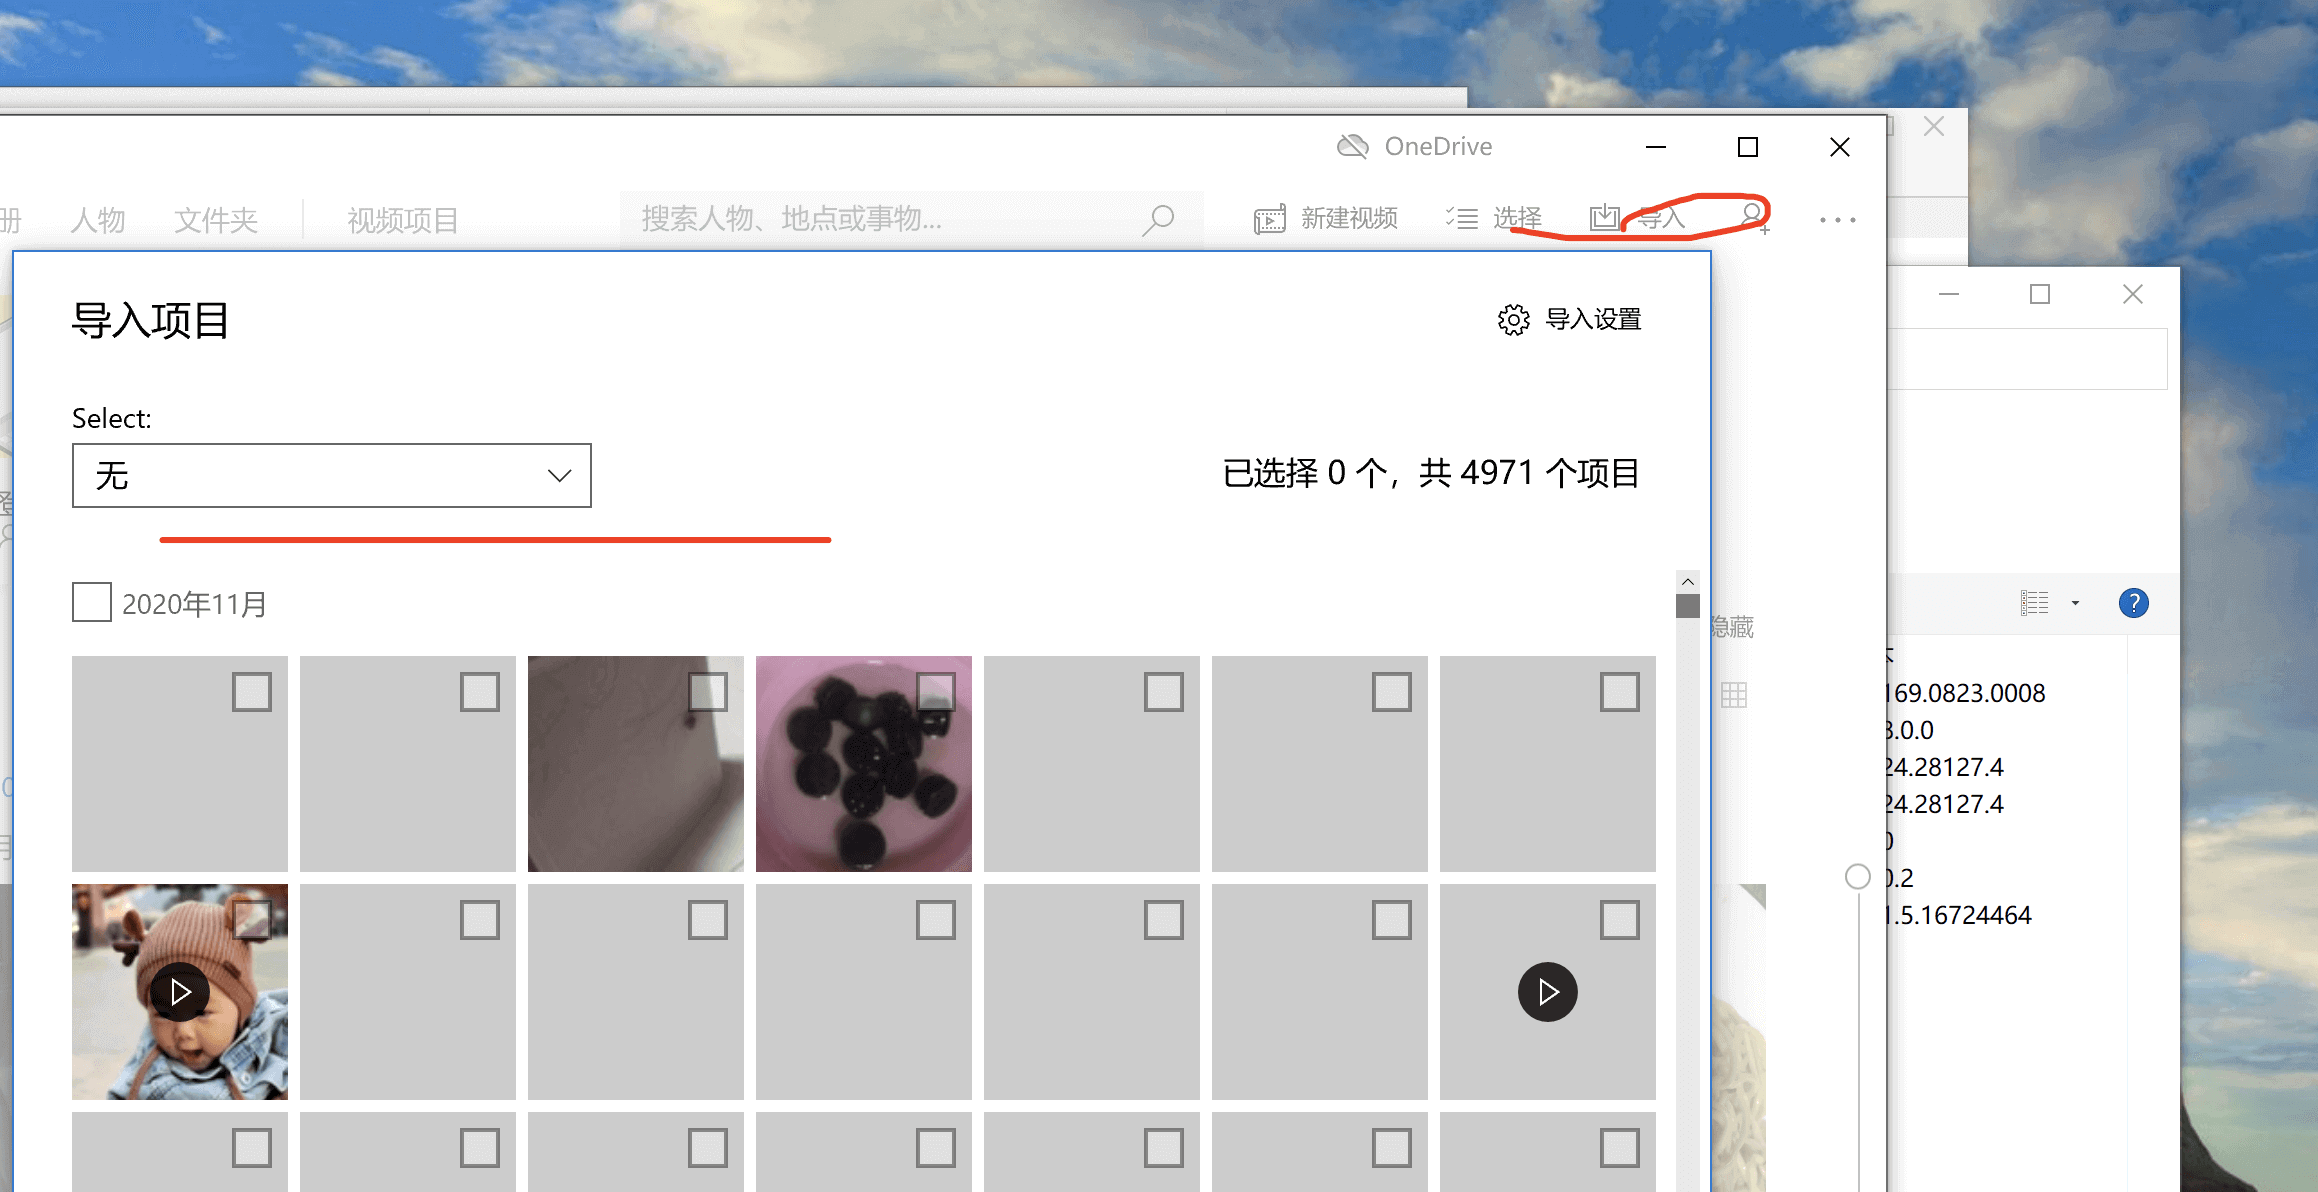 OneDrive
册 人物 文件夹 视频项目 搜索人物、地点或事物... 新建视频 选择 导入
导入项目 导入设置
Select:
无
已选择 0 个，共 4971 个项目
2020年11月
隐藏
169.0823.0008
.0.0
24.28127.4
24.28127.4
0
0.2
1.5.16724464